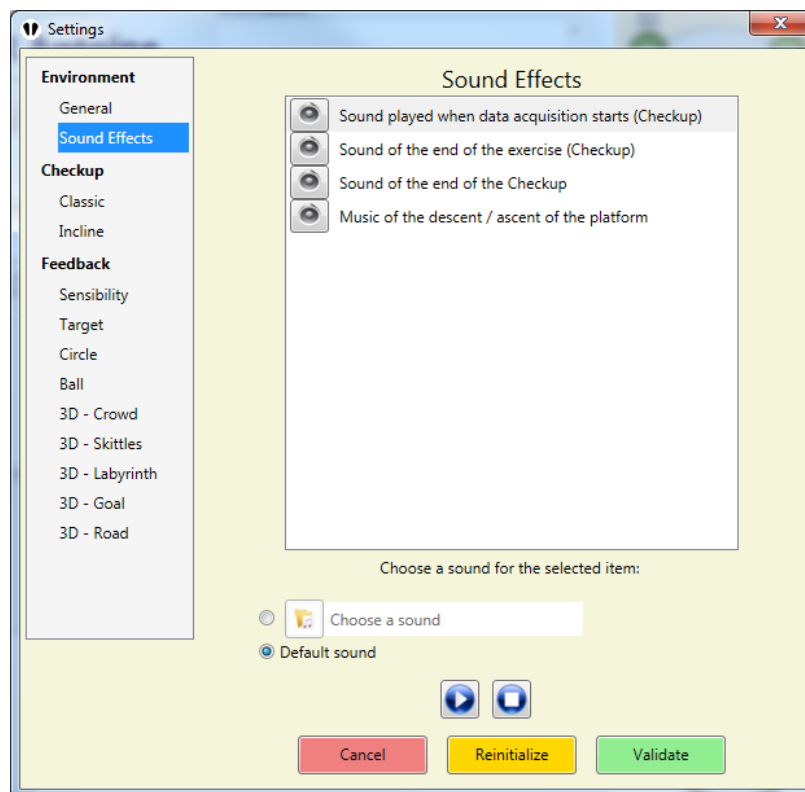 Settings
Environment
General
Sound Effects
Checkup
Classic
Incline
Feedback
Sensibility
Target
Circle
Ball
3D - Crowd
3D - Skittles
3D - Labyrinth
3D - Goal
3D - Road
Sound Effects
Sound played when data acquisition starts (Checkup)
Sound of the end of the exercise (Checkup)
Sound of the end of the Checkup
Music of the descent / ascent of the platform
Choose a sound for the selected item:
Choose a sound
Default sound
Cancel
Reinitialize
Validate